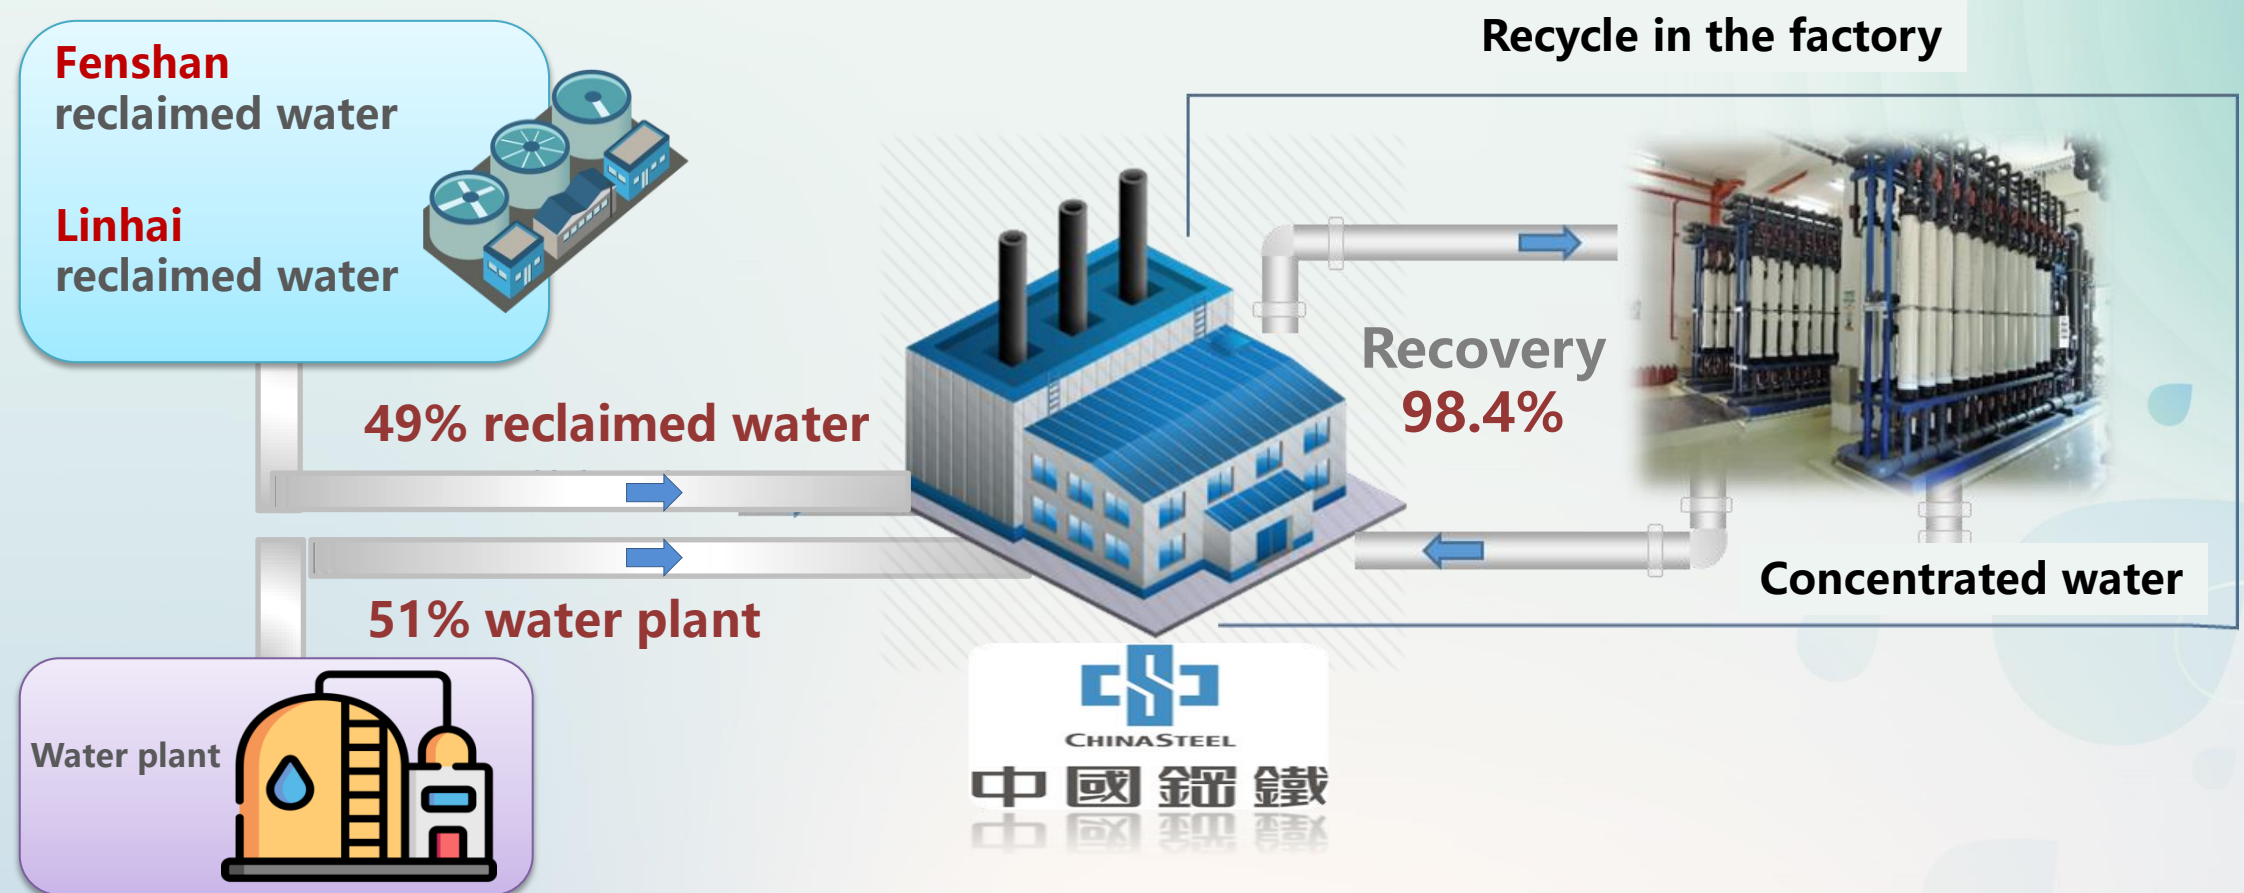 Fenshan
reclaimed water
Linhai
reclaimed water
Recycle in the factory
49% reclaimed water
Recovery
98.4%
51% water plant
Concentrated water
Water plant
CHINASTEEL
中國鋼鐵